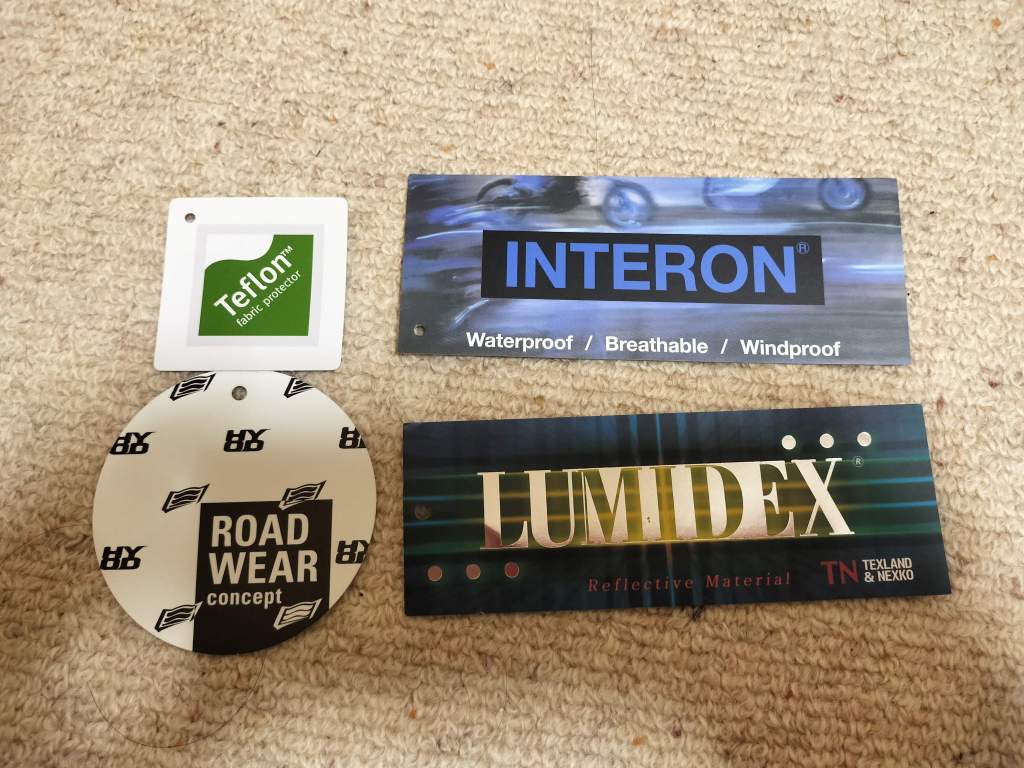 Teflon™
fabric protector
INTERON®
Waterproof / Breathable / Windproof
ROAD
WEAR
concept
LUMIDEX®
Reflective Material
TN TEXLAND
& NEXKO